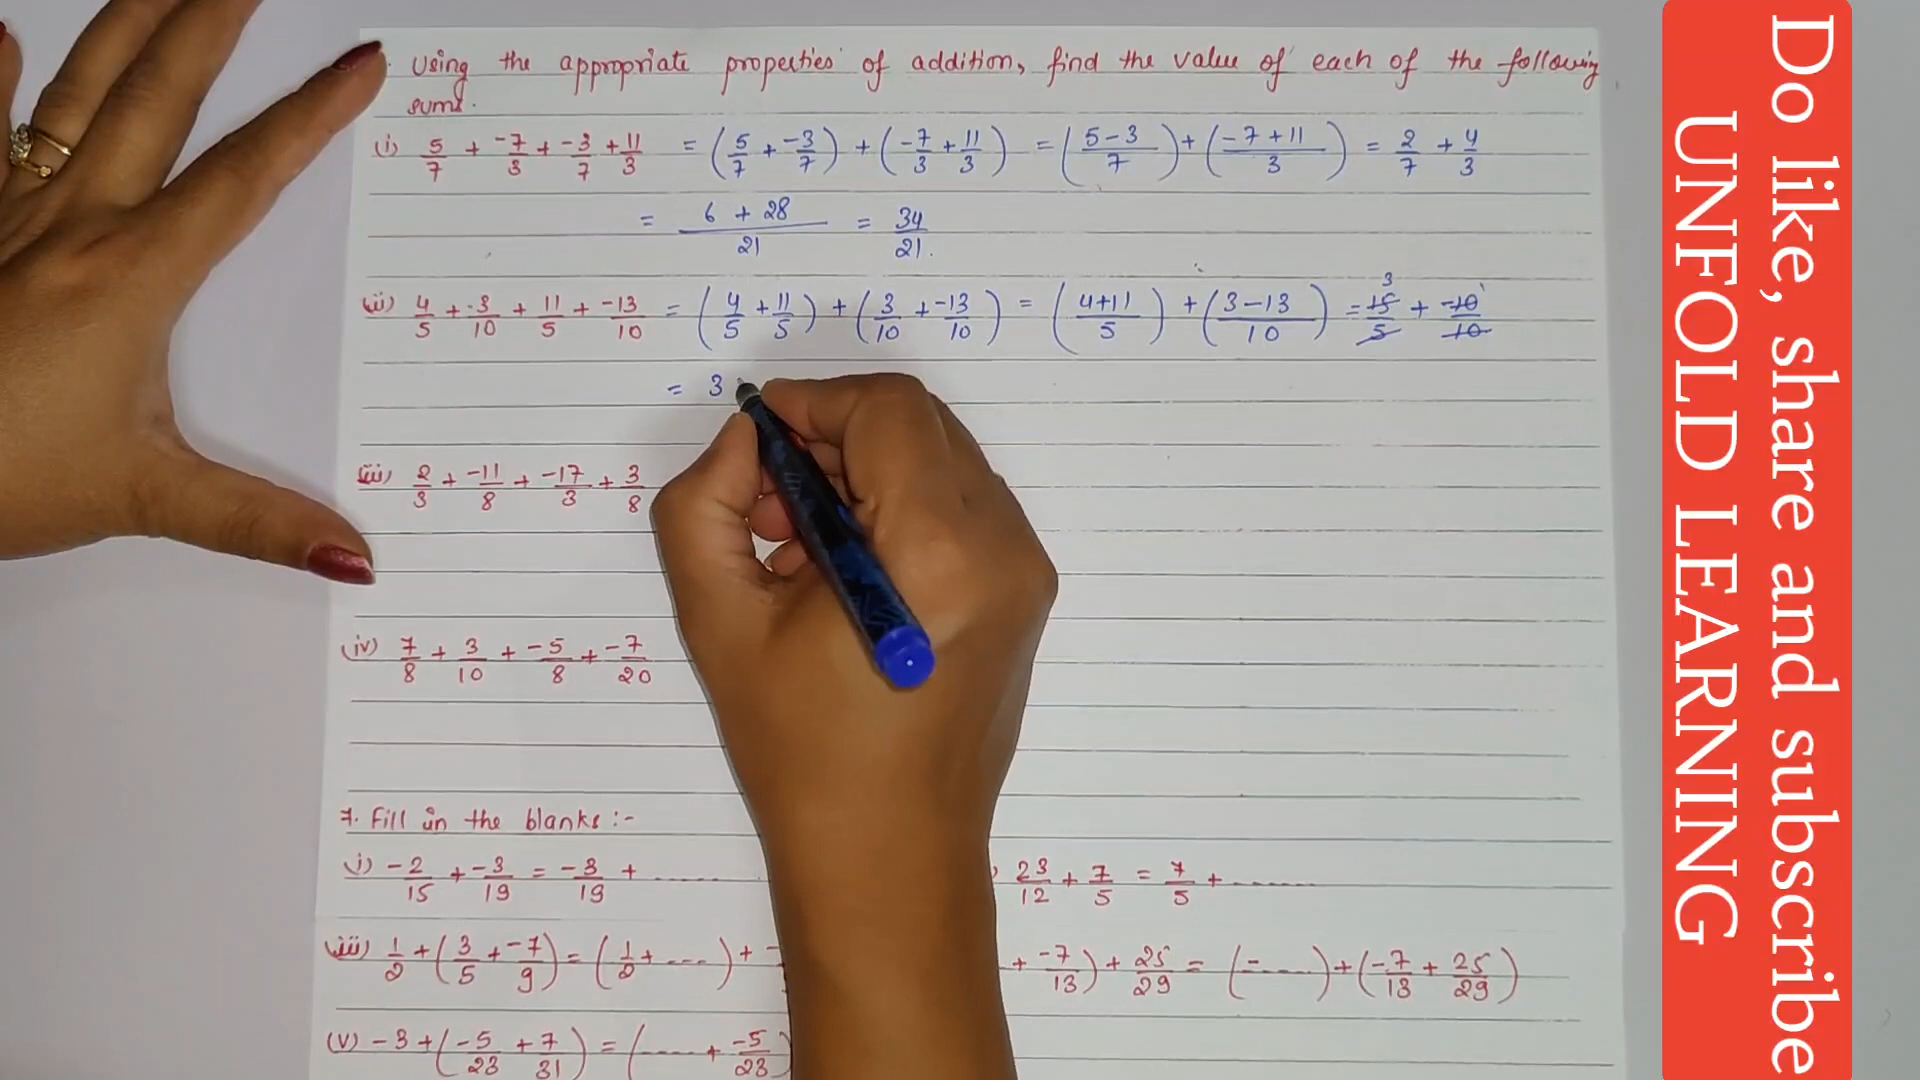 . Using the appropriate properties of addition, find the value of each of the following
sums.
(i) 5/7 + -7/3 + -3/7 + 11/3 = (5/7 + -3/7) + (-7/3 + 11/3) = (5-3/7) + (-7+11/3) = 2/7 + 4/3
= 6 + 28/21 = 34/21.
(ii) 4/5 + -3/10 + 11/5 + -13/10 = (4/5 + 11/5) + (3/10 + -13/10) = (4+11/5) + (3-13/10) = 15/5 3 + -10/10 1
= 3
(iii) 2/3 + -11/8 + -17/3 + 3/8
(iv) 7/8 + 3/10 + -5/8 + -7/20
7. Fill in the blanks :-
(i) -2/15 + -3/19 = -3/19 + ......
) 23/12 + 7/5 = 7/5 + .......
(iii) 1/2 + (3/5 + -7/9) = (1/2 + ....) +
+ -7/13) + 25/29 = (- ....) + (-7/13 + 25/29)
(v) -3 + (-5/23 + 7/31) = (..... + -5/23)
Do like, share and subscribe
UNFOLD LEARNING